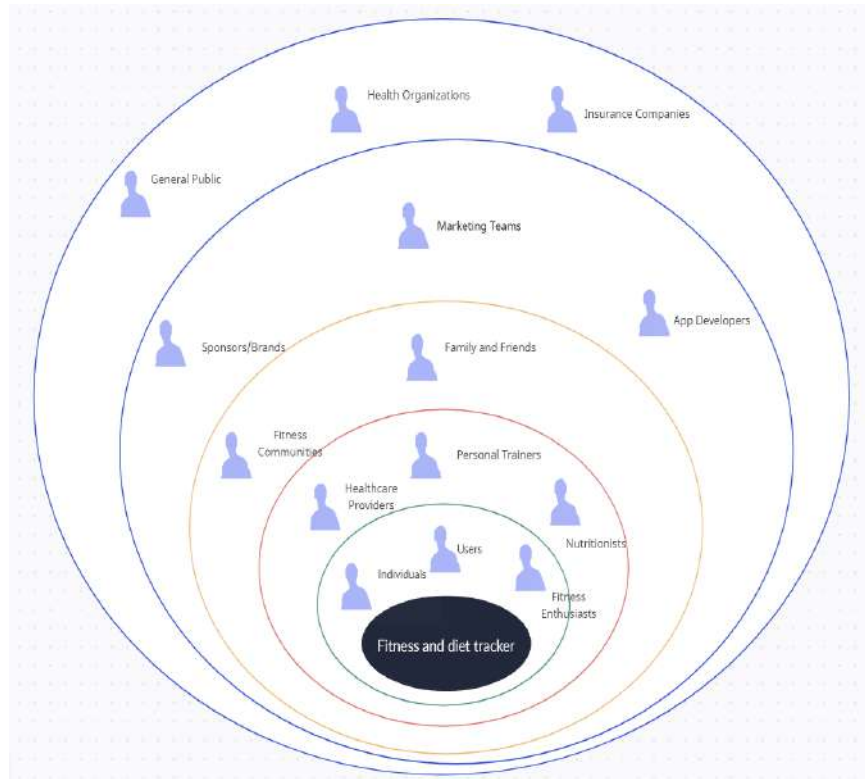 Health Organizations
Insurance Companies
General Public
Marketing Teams
App Developers
Sponsors/Brands
Family and Friends
Fitness
Communities
Personal Trainers
Healthcare
Providers
Nutritionists
Users
Individuals
Fitness
Enthusiasts
Fitness and diet tracker